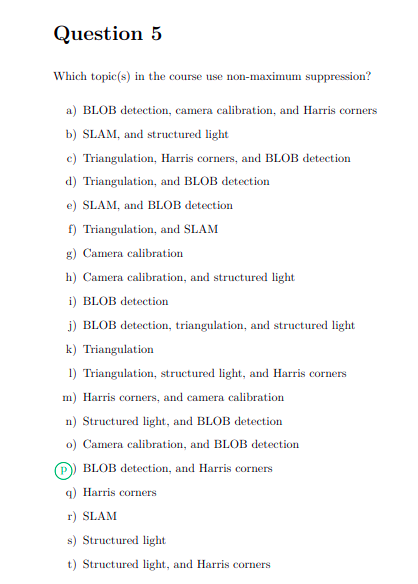 Question 5
Which topic(s) in the course use non-maximum suppression?
a) BLOB detection, camera calibration, and Harris corners
b) SLAM, and structured light
c) Triangulation, Harris corners, and BLOB detection
d) Triangulation, and BLOB detection
e) SLAM, and BLOB detection
f) Triangulation, and SLAM
g) Camera calibration
h) Camera calibration, and structured light
i) BLOB detection
j) BLOB detection, triangulation, and structured light
k) Triangulation
l) Triangulation, structured light, and Harris corners
m) Harris corners, and camera calibration
n) Structured light, and BLOB detection
o) Camera calibration, and BLOB detection
p) BLOB detection, and Harris corners
q) Harris corners
r) SLAM
s) Structured light
t) Structured light, and Harris corners